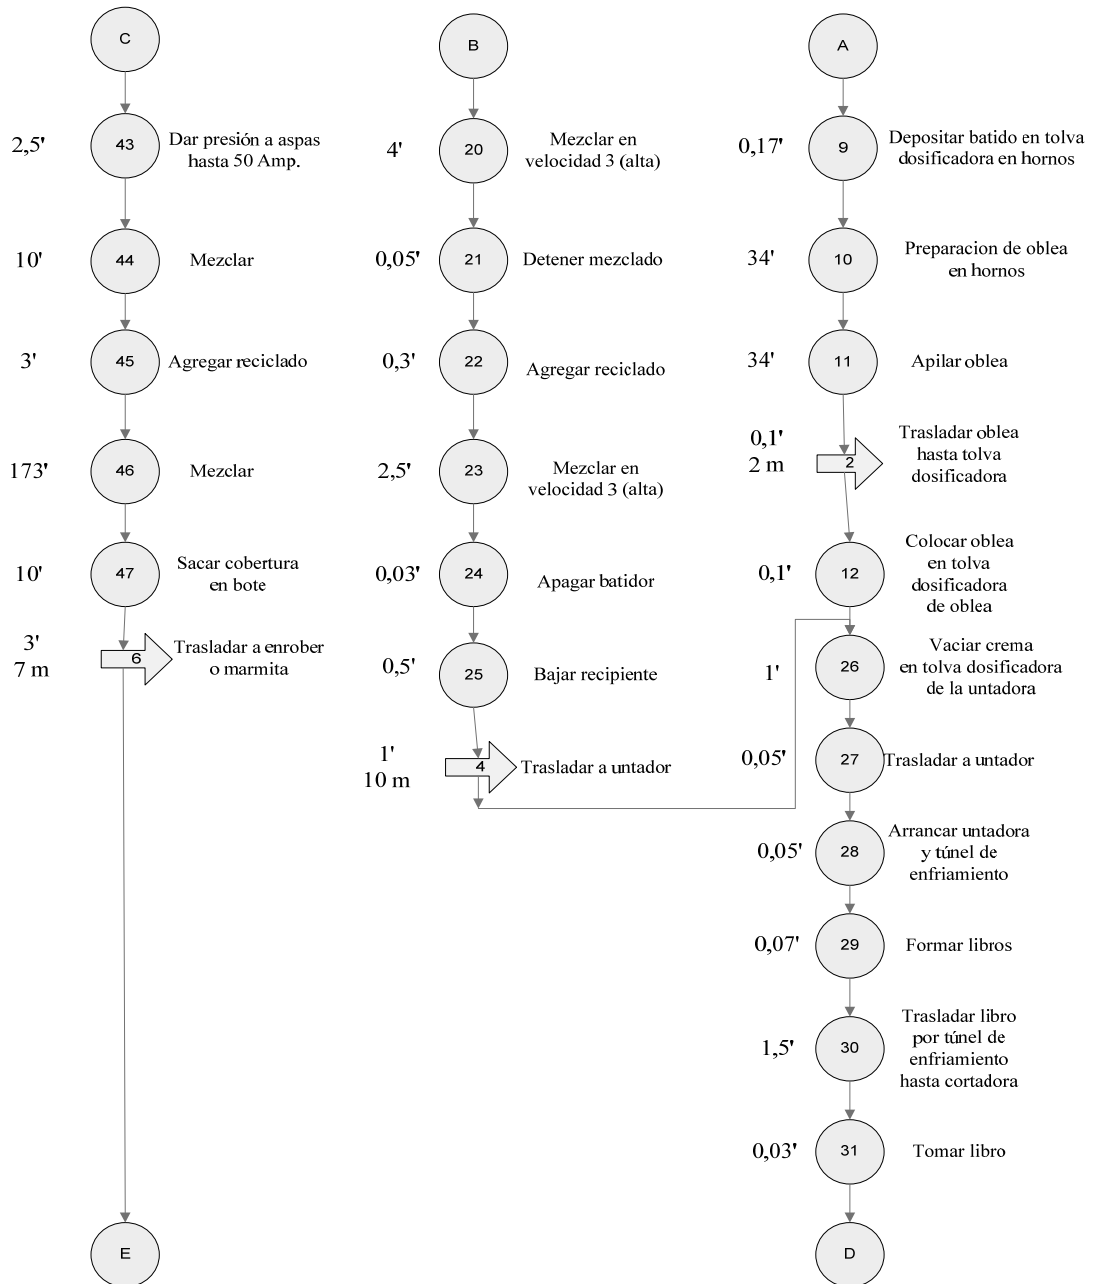 C
2,5'
43
Dar presión a aspas
hasta 50 Amp.
10'
44
Mezclar
3'
45
Agregar reciclado
173'
46
Mezclar
10'
47
Sacar cobertura
en bote
3'
7 m
6
Trasladar a enrober
o marmita
E
B
4'
20
Mezclar en
velocidad 3 (alta)
0,05'
21
Detener mezclado
0,3'
22
Agregar reciclado
2,5'
23
Mezclar en
velocidad 3 (alta)
0,03'
24
Apagar batidor
0,5'
25
Bajar recipiente
1'
10 m
4
Trasladar a untador
A
0,17'
9
Depositar batido en tolva
dosificadora en hornos
34'
10
Preparacion de oblea
en hornos
34'
11
Apilar oblea
0,1'
2 m
2
Trasladar oblea
hasta tolva
dosificadora
0,1'
12
Colocar oblea
en tolva
dosificadora
de oblea
1'
26
Vaciar crema
en tolva dosificadora
de la untadora
0,05'
27
Trasladar a untador
0,05'
28
Arrancar untadora
y túnel de
enfriamiento
0,07'
29
Formar libros
1,5'
30
Trasladar libro
por túnel de
enfriamiento
hasta cortadora
0,03'
31
Tomar libro
D